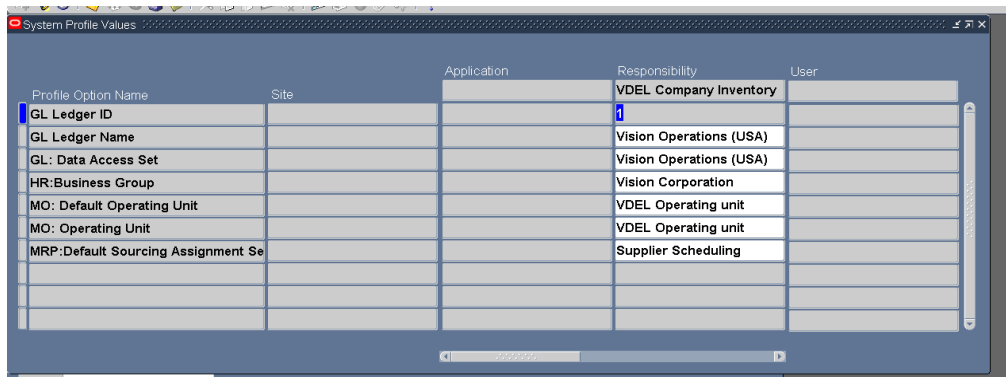 System Profile Values
Application Responsibility User
Profile Option Name Site VDEL Company Inventory
GL Ledger ID 1
GL Ledger Name Vision Operations (USA)
GL: Data Access Set Vision Operations (USA)
HR:Business Group Vision Corporation
MO: Default Operating Unit VDEL Operating unit
MO: Operating Unit VDEL Operating unit
MRP:Default Sourcing Assignment Se Supplier Scheduling